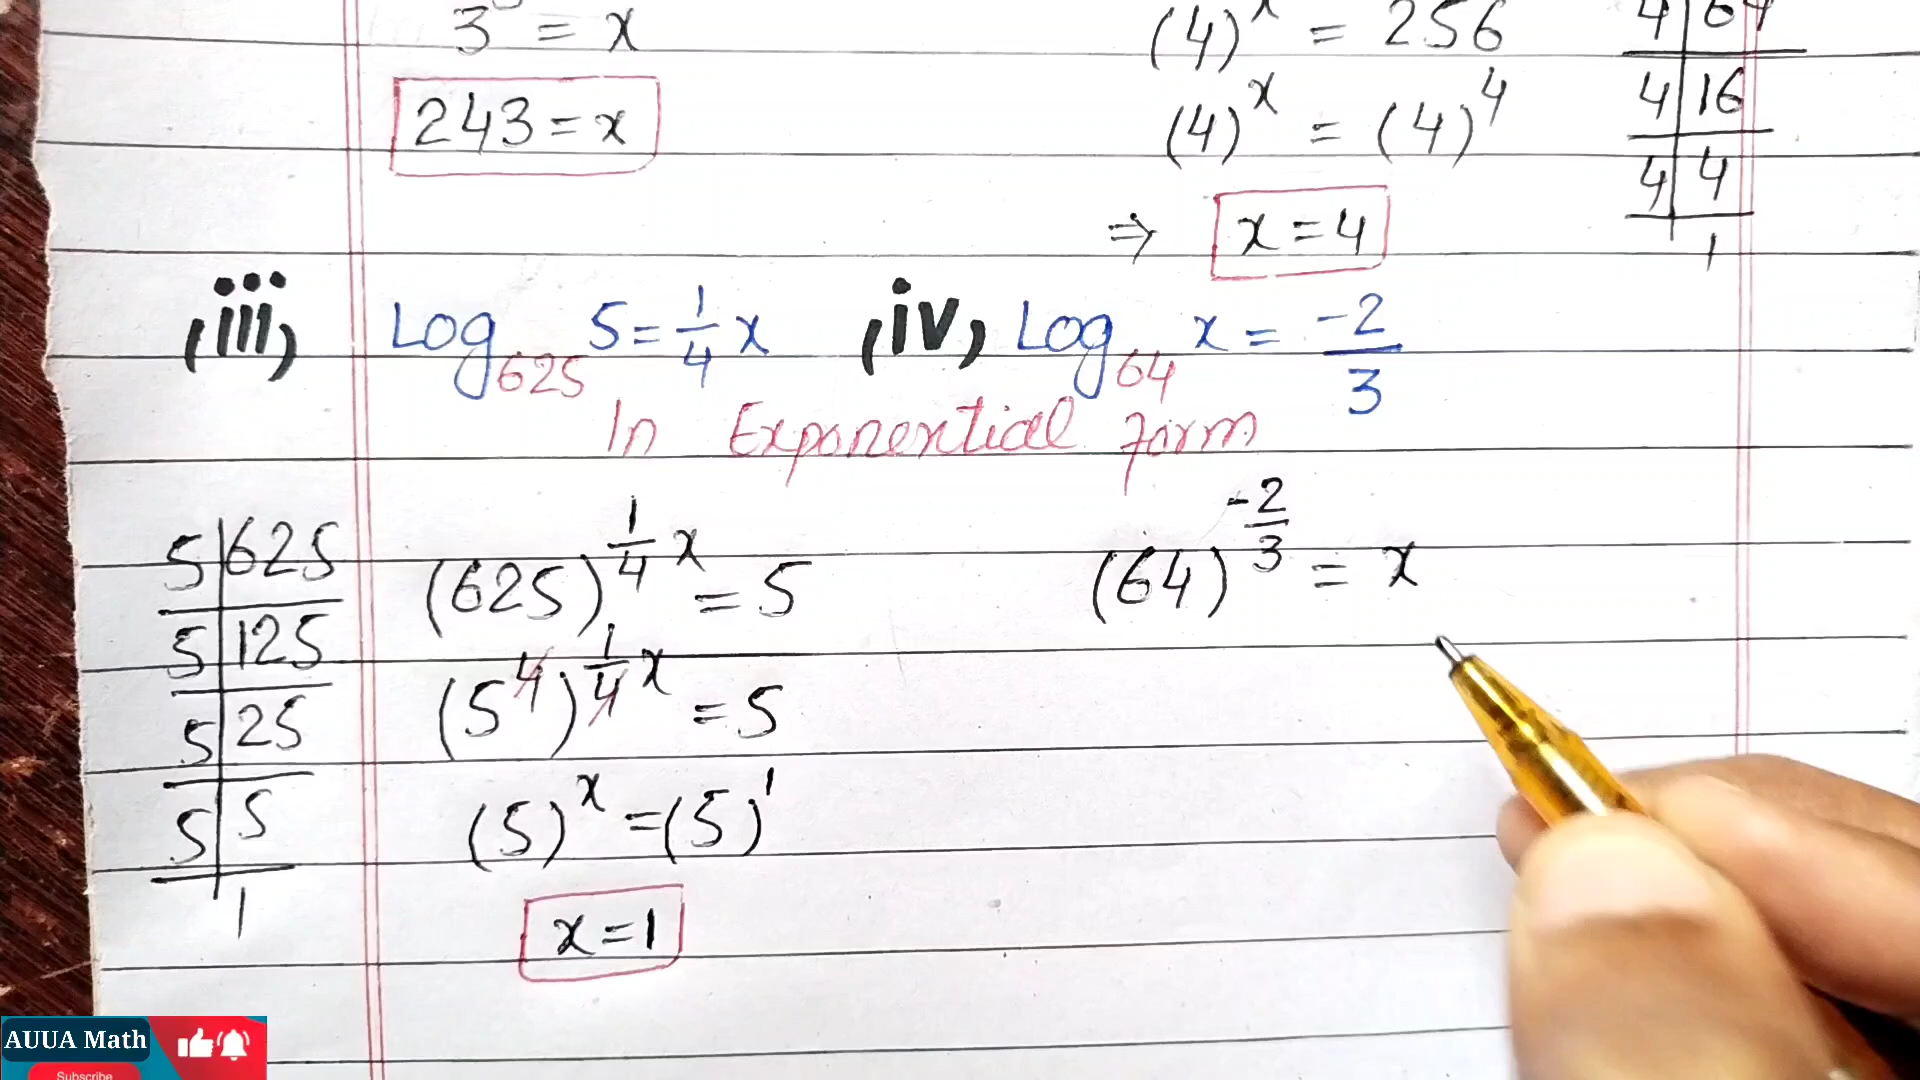 3⁵ = x
243 = x
(4)ˣ = 256
(4)ˣ = (4)⁴
⇒ x = 4
4 | 64
4 | 16
4 | 4
1
(iii) Log₆₂₅ 5 = 1/4 x
(iv) Log₆₄ x = -2/3
In Exponential form
5 | 625
5 | 125
5 | 25
5 | 5
1
(625)^(1/4 x) = 5
(5⁴)^(1/4 x) = 5
(5)ˣ = (5)¹
x = 1
(64)^(-2/3) = x
AUUA Math
Subscribe